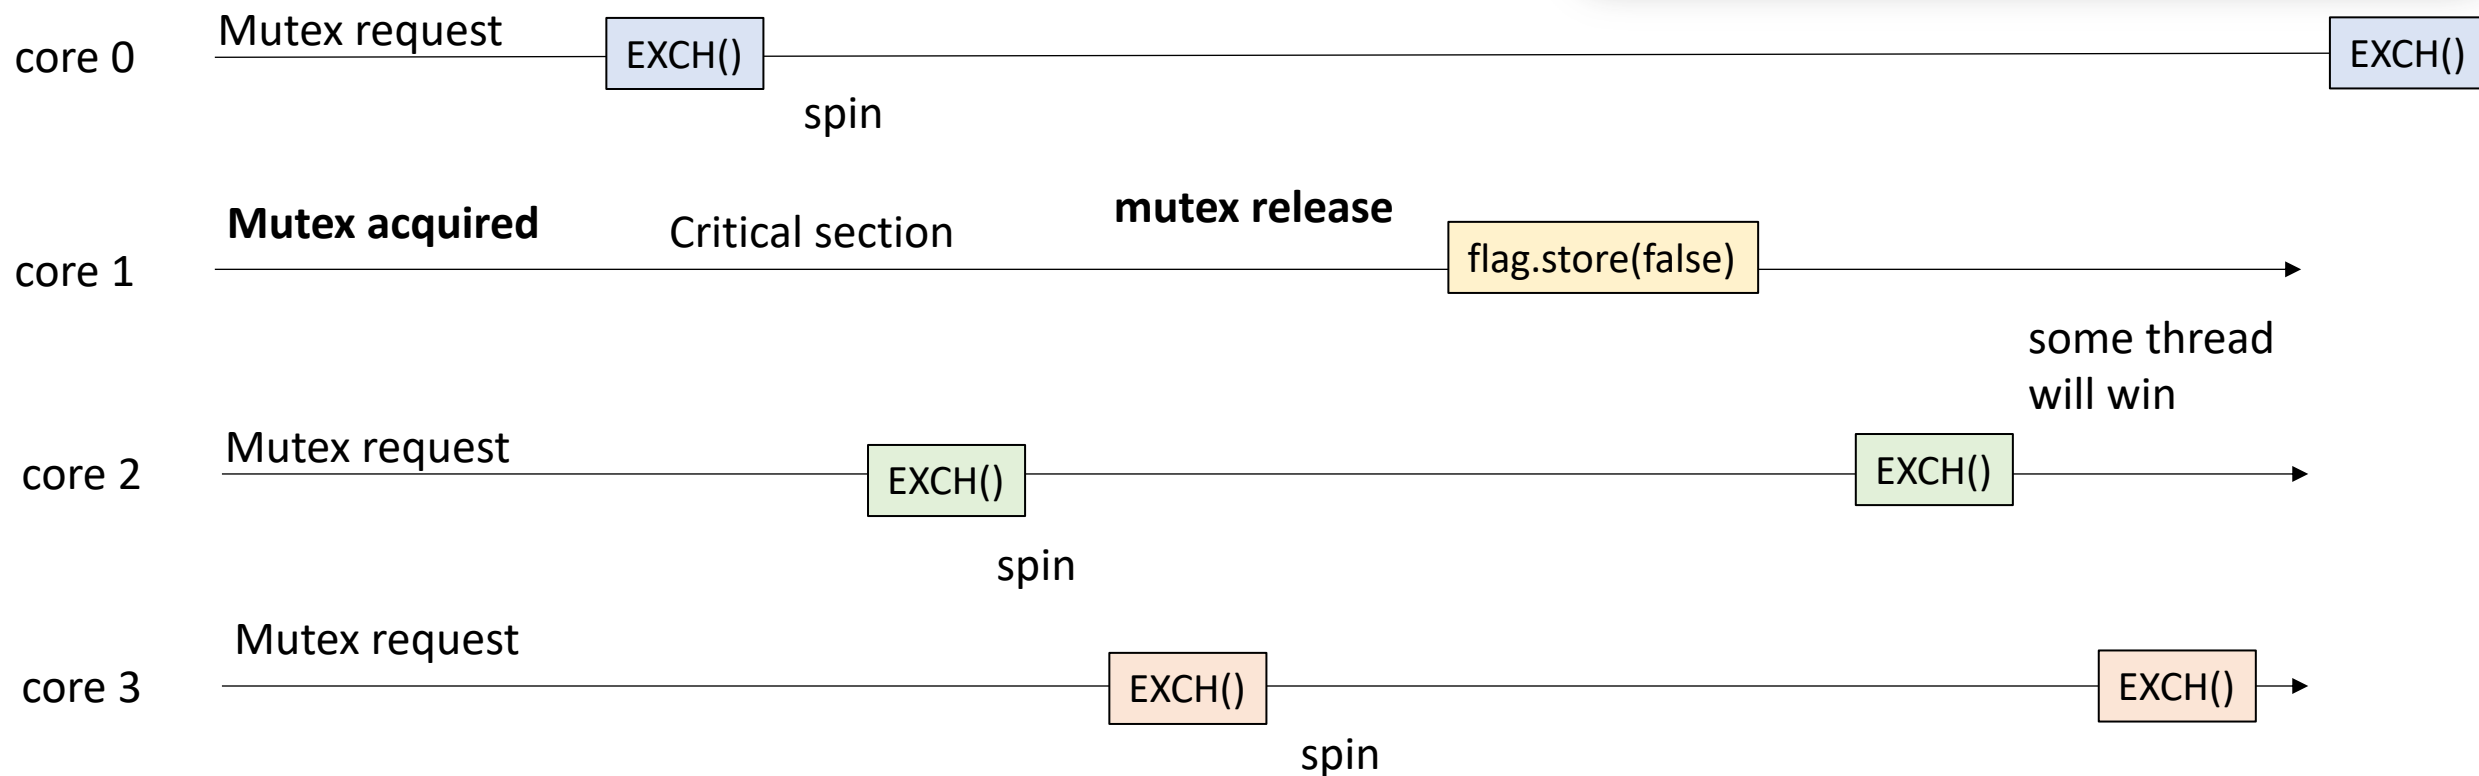 Mutex request
core 0
EXCH()
EXCH()
spin
Mutex acquired
Critical section
mutex release
core 1
flag.store(false)
some thread
will win
Mutex request
core 2
EXCH()
EXCH()
spin
Mutex request
core 3
EXCH()
EXCH()
spin